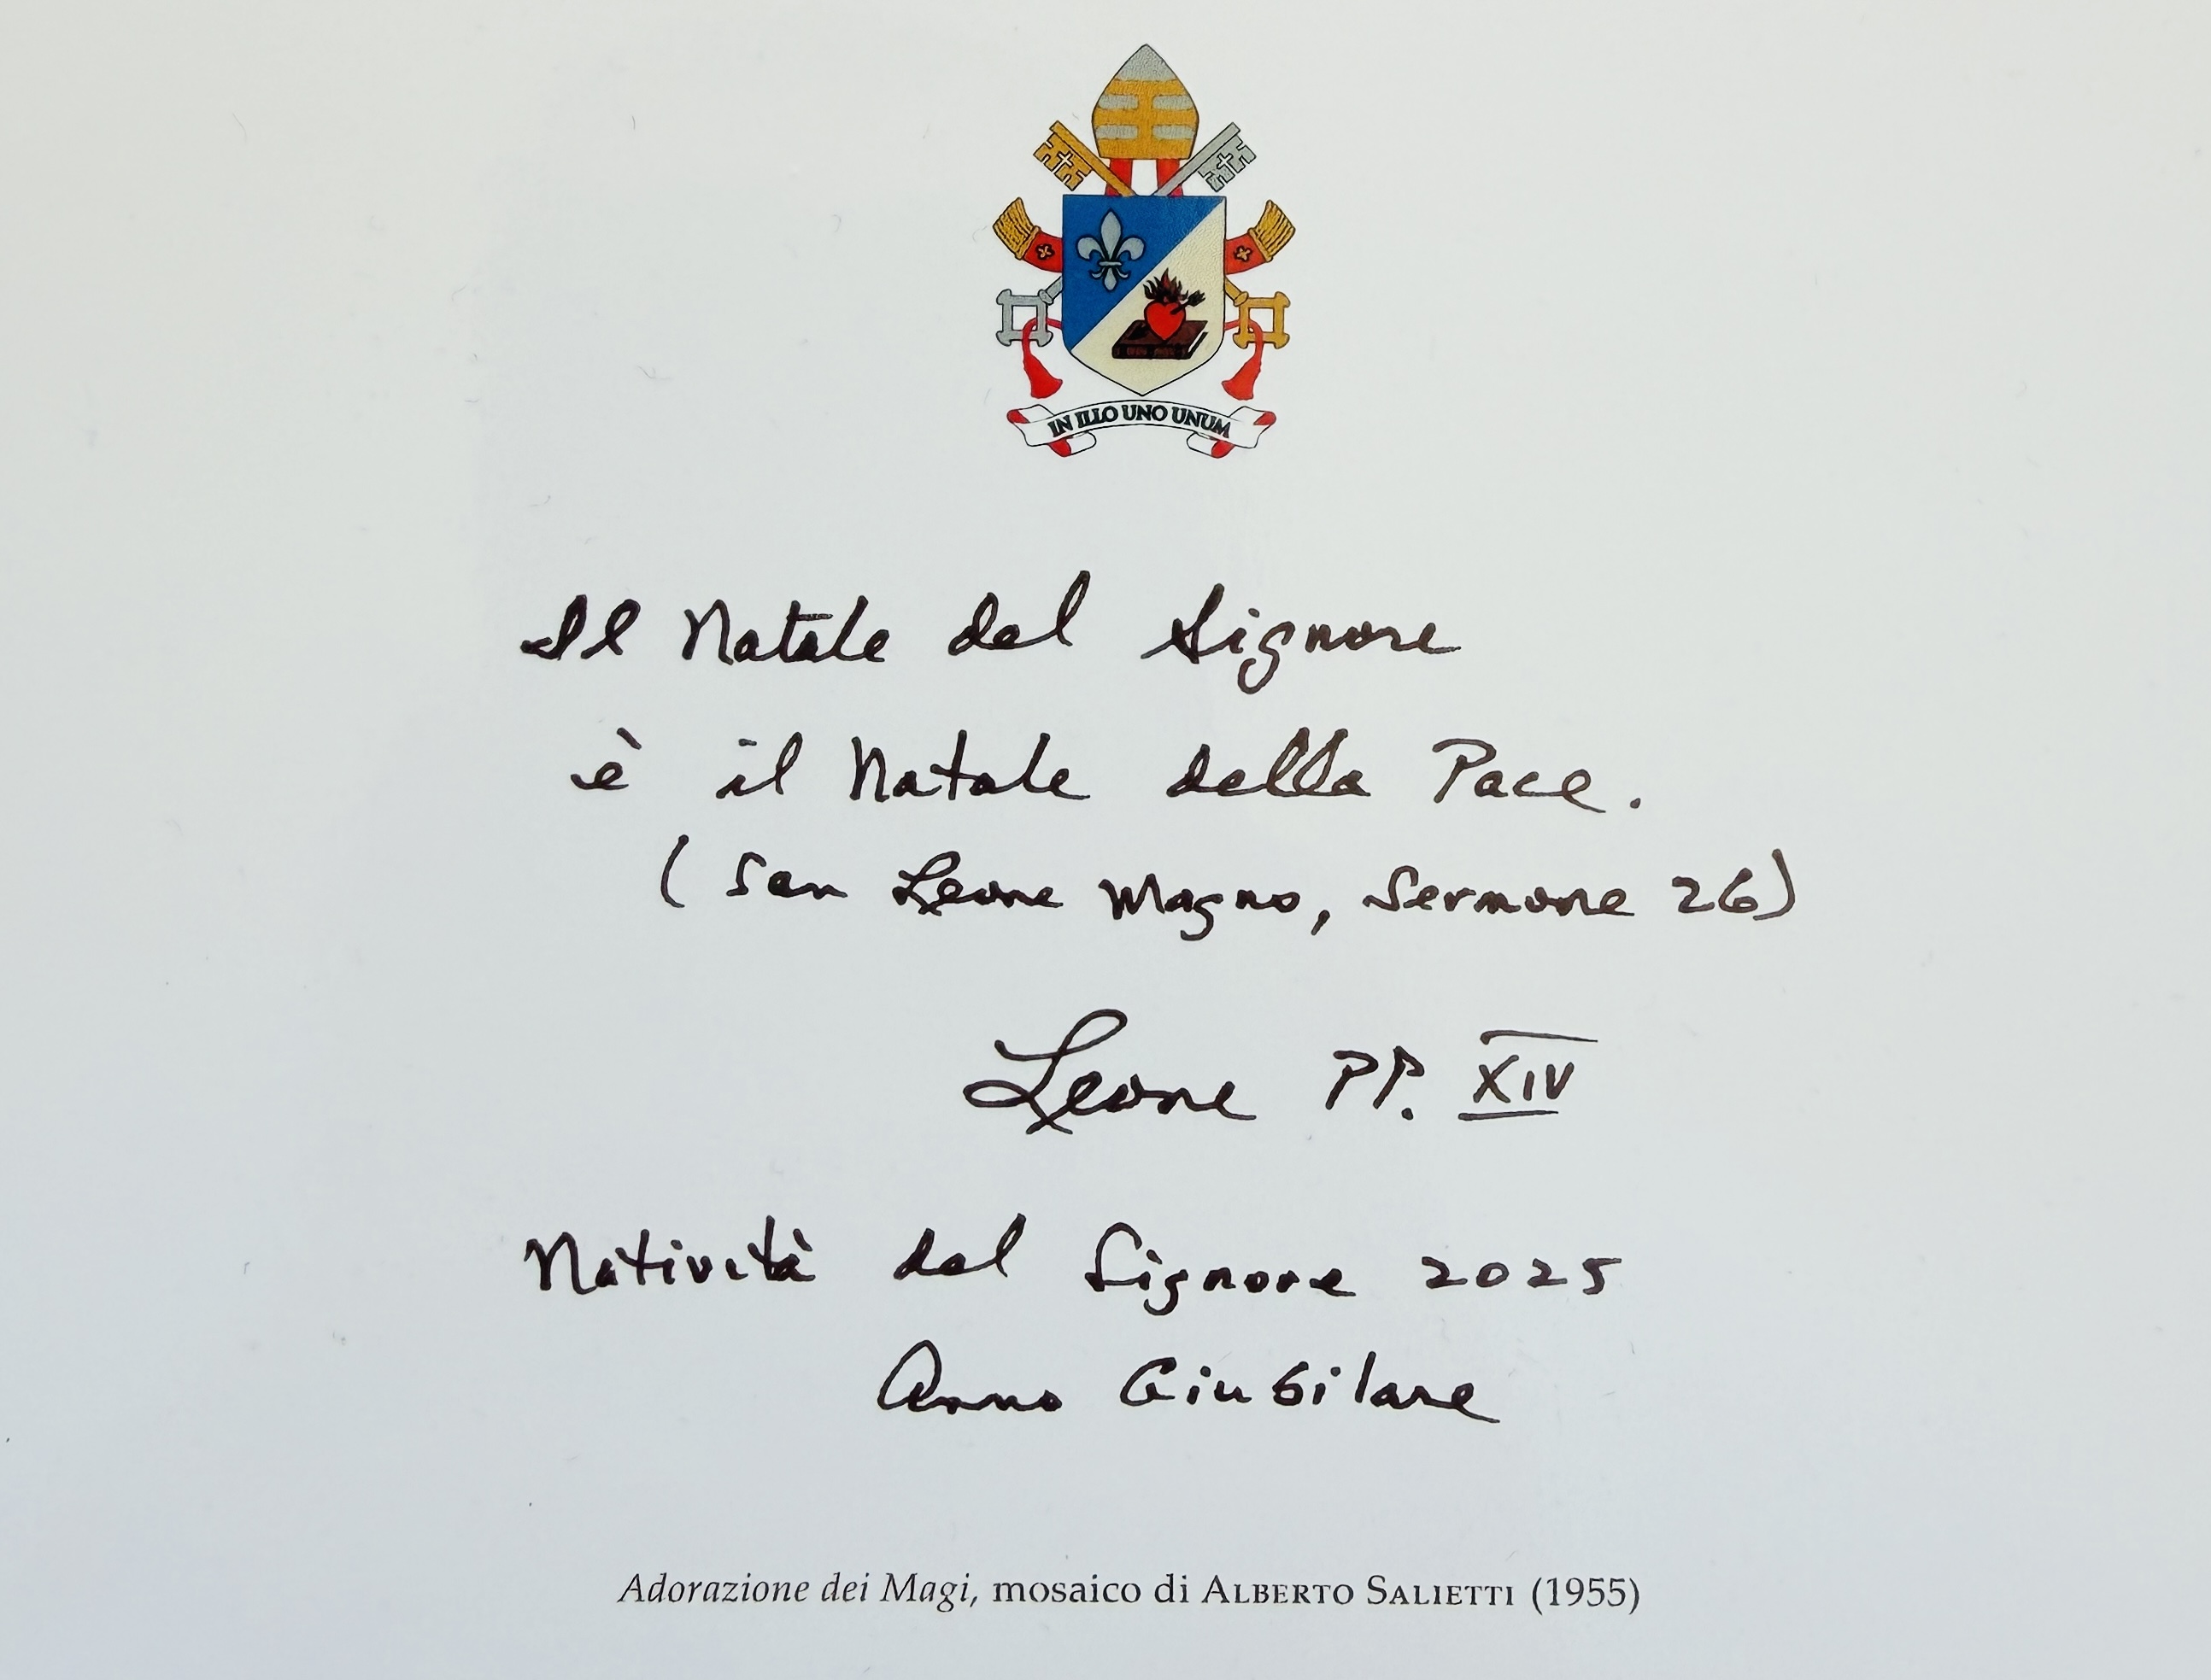 IN ILLO UNO UNUM
Il Natale del Signore
è il Natale della Pace.
( San Leone Magno, Sermone 26)
Leone PP. XIV
Natività del Signore 2025
Anno Giubilare
Adorazione dei Magi, mosaico di ALBERTO SALIETTI (1955)